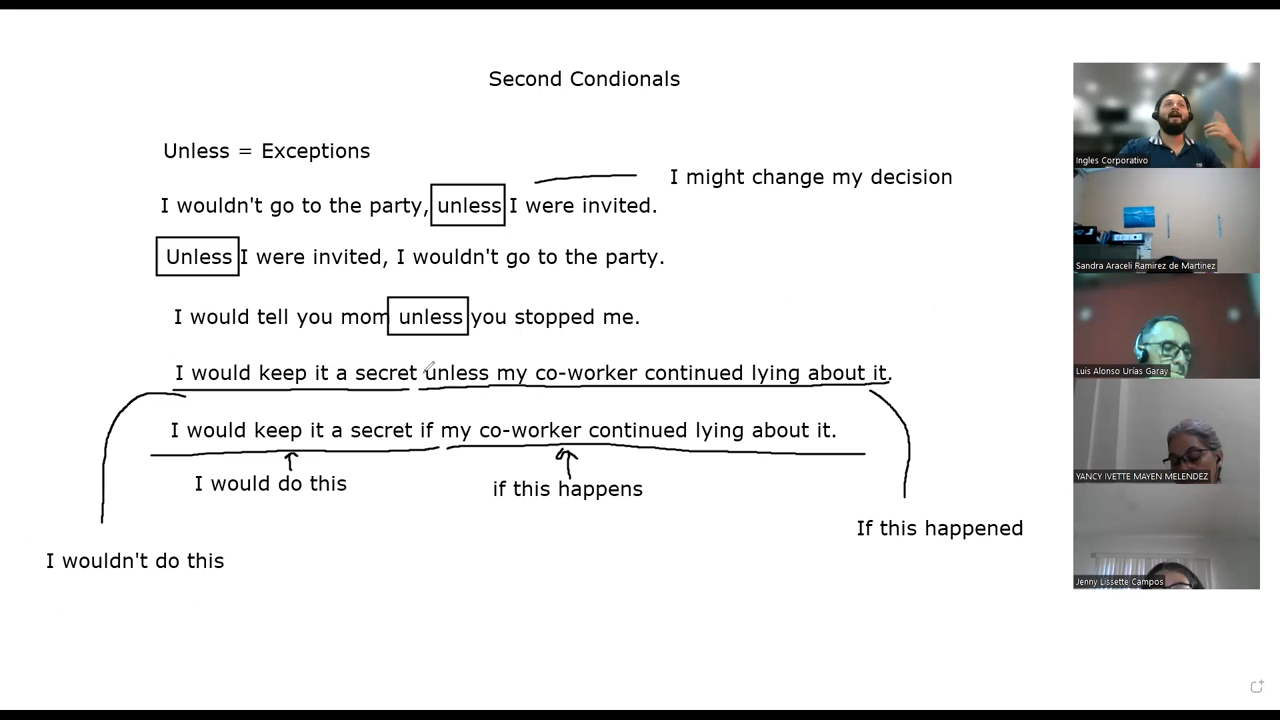 Second Condionals
Unless = Exceptions
I might change my decision
I wouldn't go to the party, unless I were invited.
Unless I were invited, I wouldn't go to the party.
I would tell you mom unless you stopped me.
I would keep it a secret unless my co-worker continued lying about it.
I would keep it a secret if my co-worker continued lying about it.
I would do this
if this happens
If this happened
I wouldn't do this
Ingles Corporativo
Sandra Araceli Ramirez de Martinez
Luis Alonso Urías Garay
YANCY IVETTE MAYEN MELENDEZ
Jenny Lissette Campos